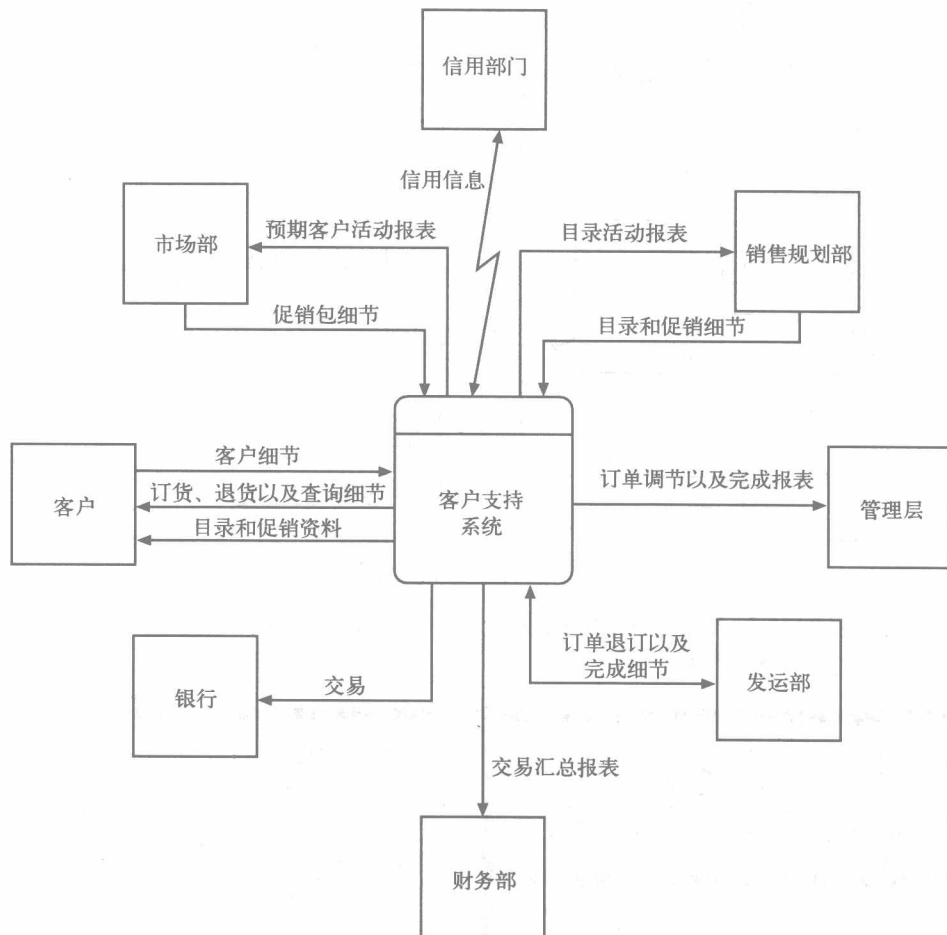 信用部门
信用信息
市场部
预期客户活动报表
目录活动报表
销售规划部
促销包细节
目录和促销细节
客户
客户细节
订货、退货以及查询细节
目录和促销资料
客户支持
系统
订单调节以及完成报表
管理层
银行
交易
订单退订以及
完成细节
发运部
交易汇总报表
财务部